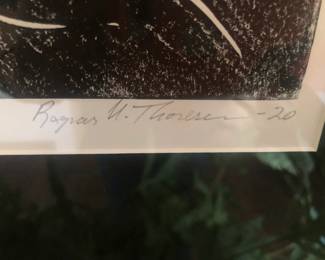 Ragnar M. Thoresen -20